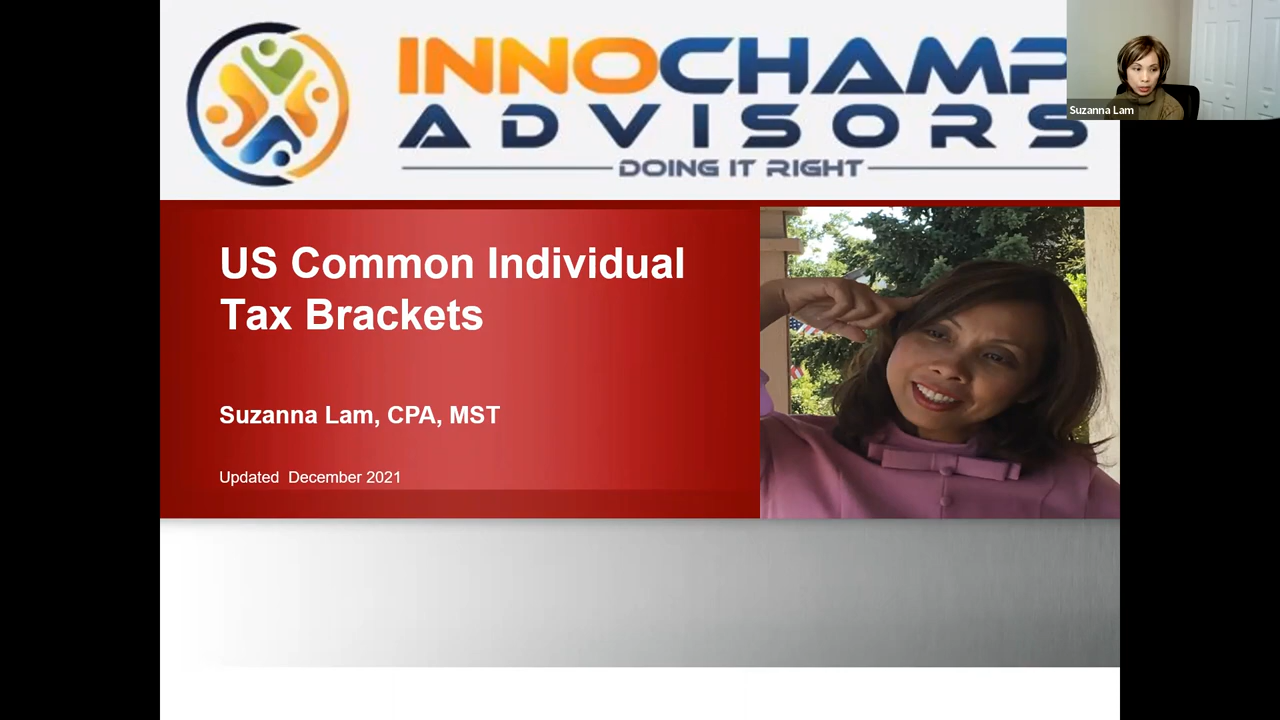 INNOCHAMP
ADVISORS
DOING IT RIGHT
Suzanna Lam
US Common Individual
Tax Brackets
Suzanna Lam, CPA, MST
Updated  December 2021